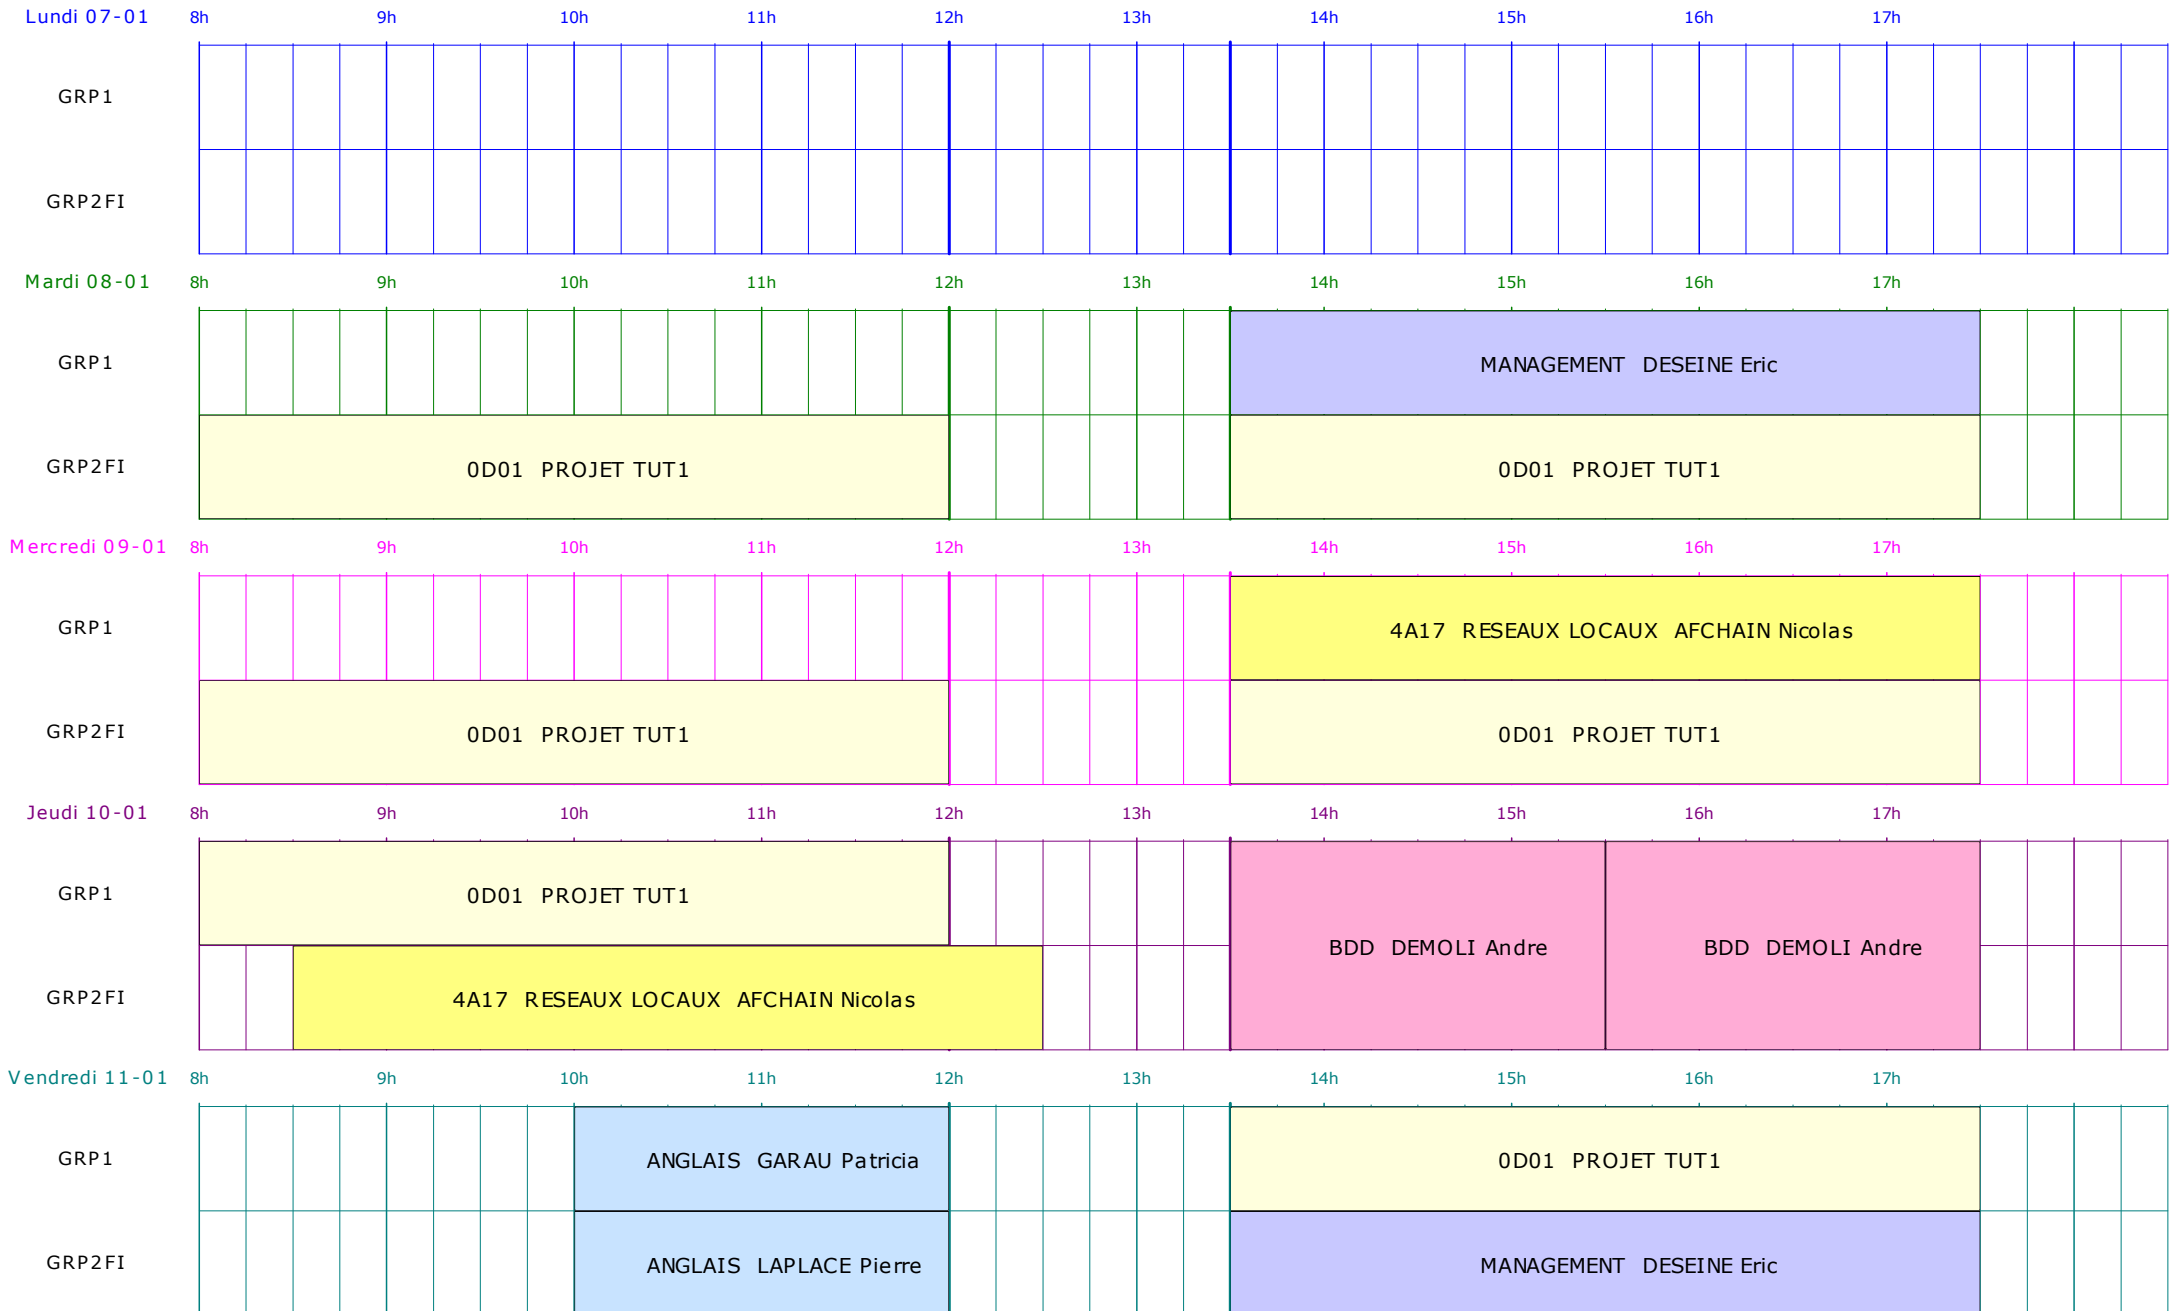 Lundi 07-01 8h 9h 10h 11h 12h 13h 14h 15h 16h 17h
GRP1
GRP2FI
Mardi 08-01 8h 9h 10h 11h 12h 13h 14h 15h 16h 17h
GRP1 MANAGEMENT DESEINE Eric
GRP2FI 0D01 PROJET TUT1 0D01 PROJET TUT1
Mercredi 09-01 8h 9h 10h 11h 12h 13h 14h 15h 16h 17h
GRP1 4A17 RESEAUX LOCAUX AFCHAIN Nicolas
GRP2FI 0D01 PROJET TUT1 0D01 PROJET TUT1
Jeudi 10-01 8h 9h 10h 11h 12h 13h 14h 15h 16h 17h
GRP1 0D01 PROJET TUT1
BDD DEMOLI Andre BDD DEMOLI Andre
GRP2FI 4A17 RESEAUX LOCAUX AFCHAIN Nicolas
Vendredi 11-01 8h 9h 10h 11h 12h 13h 14h 15h 16h 17h
GRP1 ANGLAIS GARAU Patricia 0D01 PROJET TUT1
GRP2FI ANGLAIS LAPLACE Pierre MANAGEMENT DESEINE Eric